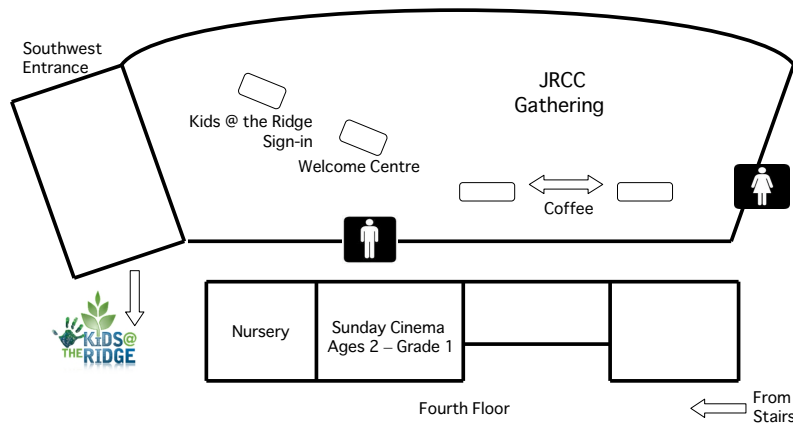 Southwest
Entrance
JRCC
Gathering
Kids @ the Ridge
Sign-in
Welcome Centre
Coffee
KIDS@
THE RIDGE
Nursery
Sunday Cinema
Ages 2 – Grade 1
Fourth Floor
From
Stairs